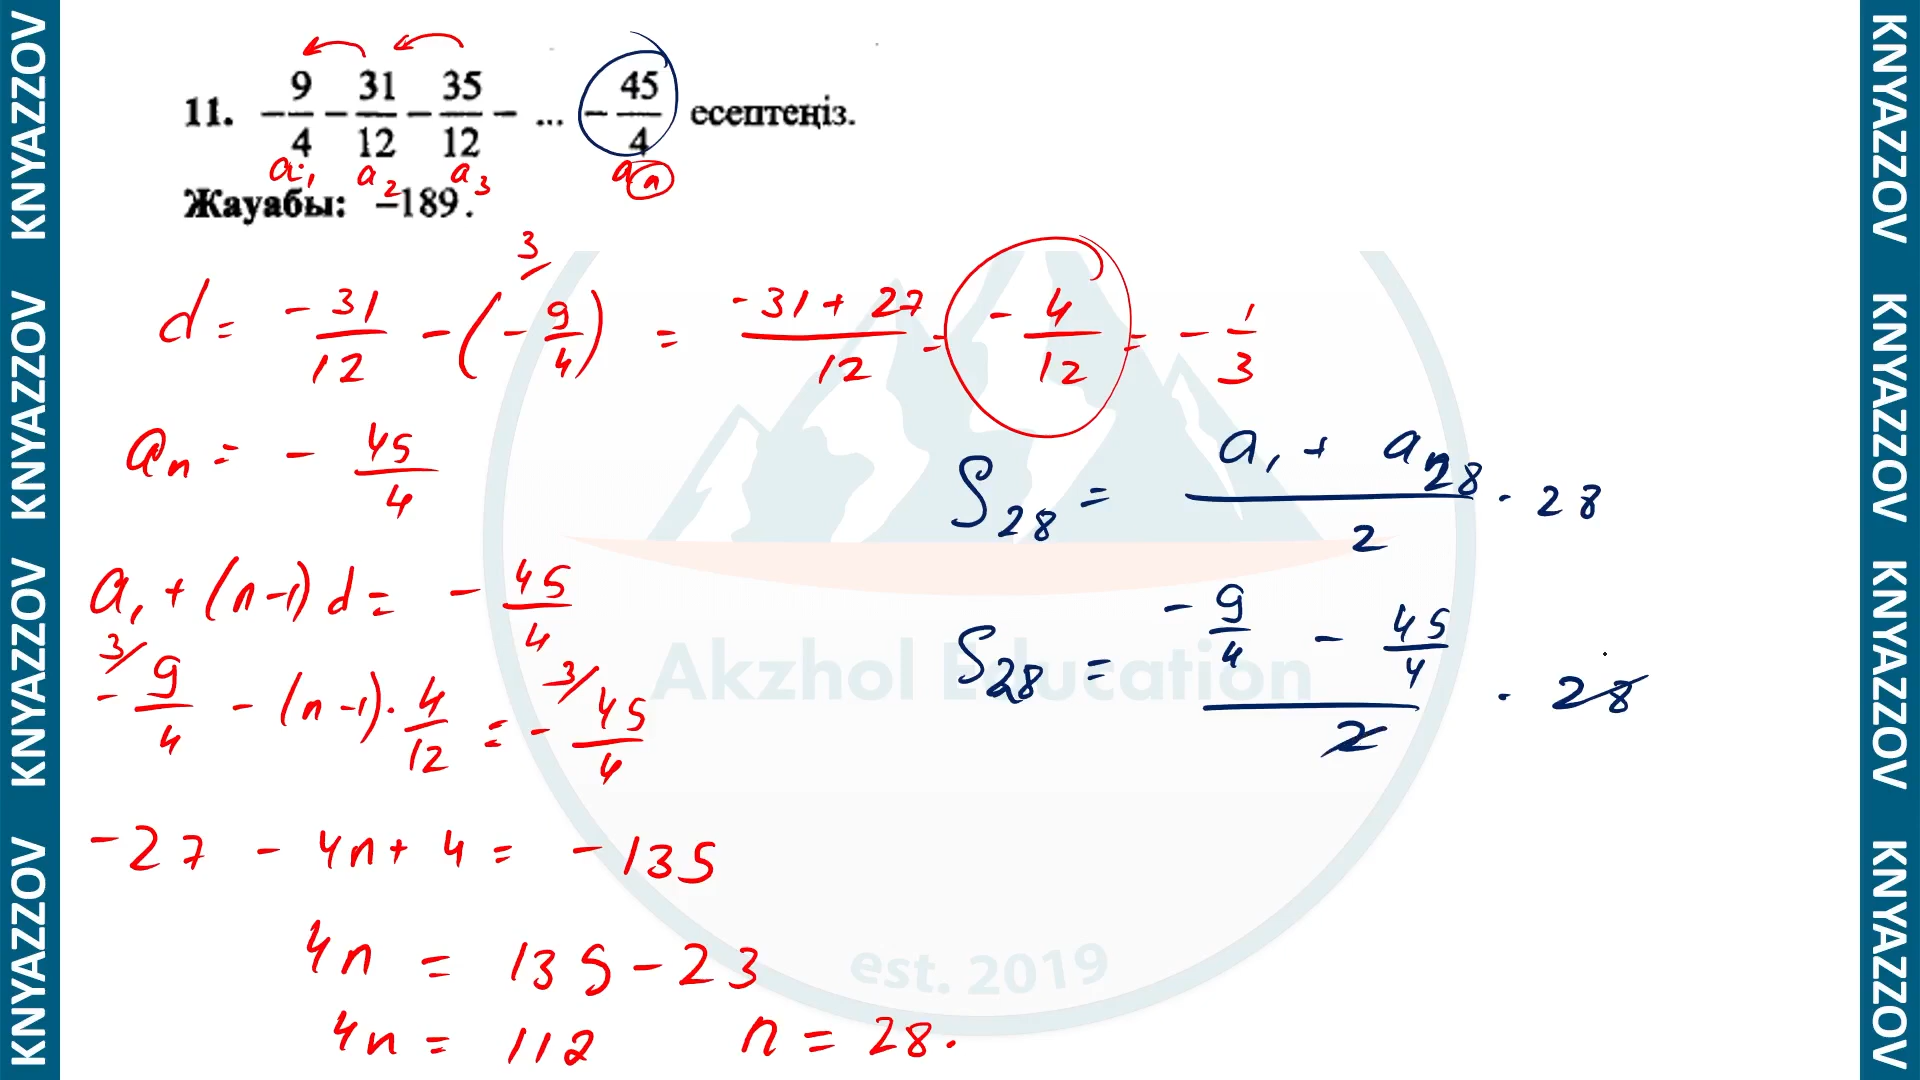 11. −9/4 − 31/12 − 35/12 − ... − 45/4 есептеңіз.
a₁ a₂ a₃ aₙ
Жауабы: −189.
3/
d = −31/12 − (−9/4) = (−31 + 27)/12 = −4/12 = −1/3
aₙ = −45/4
a₁ + (n−1)d = −45/4
3/ 3/
−9/4 − (n−1)·4/12 = −45/4
−27 − 4n + 4 = −135
4n = 135 − 23
4n = 112 n = 28.
S₂₈ = (a₁ + a₂₈)/2 · 28
S₂₈ = (−9/4 − 45/4)/2 · 28
Akzhol Education
est. 2019
KNYAZZOV KNYAZZOV KNYAZZOV KNYAZZOV
KNYAZZOV KNYAZZOV KNYAZZOV KNYAZZOV